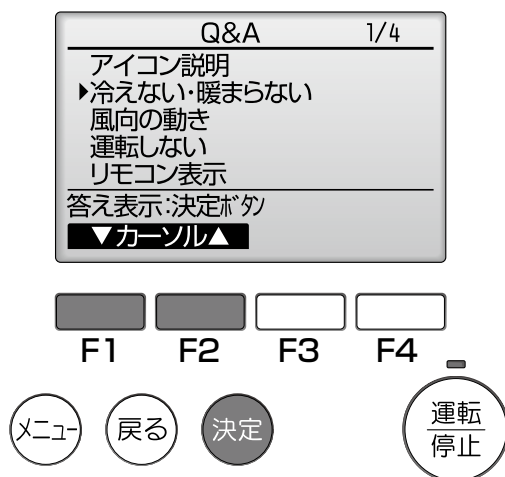 Q&A 1/4
アイコン説明
▶冷えない・暖まらない
風向の動き
運転しない
リモコン表示
答え表示:決定ﾎﾞﾀﾝ
▼カーソル▲
F1 F2 F3 F4
メニュー 戻る 決定 運転
停止